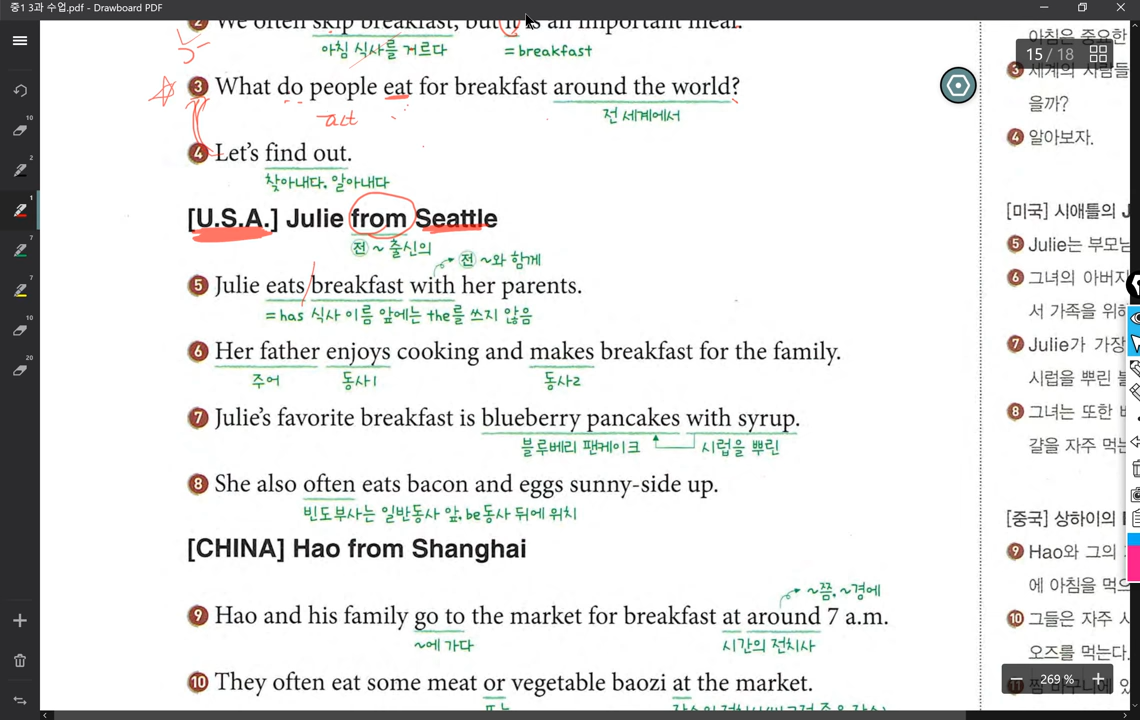 중1 3과 수업.pdf - Drawboard PDF
② We often skip breakfast, but it is an important meal.
아침 식사를 거르다
= breakfast
아침은 중요한
15 / 18
③ What do people eat for breakfast around the world?
전 세계에서
③ 세계의 사람들
을까?
④ Let's find out.
찾아내다, 알아내다
④ 알아보자.
[U.S.A.] Julie from Seattle
전 ~ 출신의
[미국] 시애틀의 J
전 ~와 함께
⑤ Julie eats breakfast with her parents.
= has 식사 이름 앞에는 the를 쓰지 않음
⑤ Julie는 부모님
⑥ 그녀의 아버지
서 가족을 위해
⑥ Her father enjoys cooking and makes breakfast for the family.
주어
동사1
동사2
⑦ Julie가 가장
시럽을 뿌린 블
⑦ Julie's favorite breakfast is blueberry pancakes with syrup.
블루베리 팬케이크
시럽을 뿌린
⑧ 그녀는 또한
걀을 자주 먹는
⑧ She also often eats bacon and eggs sunny-side up.
빈도부사는 일반동사 앞, be동사 뒤에 위치
[중국] 상하이의
[CHINA] Hao from Shanghai
⑨ Hao와 그의
에 아침을 먹으
~쯤, ~경에
⑨ Hao and his family go to the market for breakfast at around 7 a.m.
~에 가다
시간의 전치사
⑩ 그들은 자주 시
오즈를 먹는다.
⑩ They often eat some meat or vegetable baozi at the market.
269 %